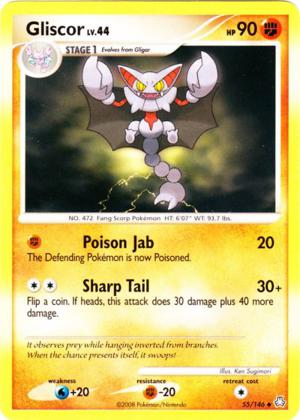 Gliscor LV.44 HP 90
STAGE 1 Evolves from Gligar
NO. 472 Fang Scorp Pokémon HT: 6'07" WT: 93.7 lbs.
Poison Jab 20
The Defending Pokémon is now Poisoned.
Sharp Tail 30+
Flip a coin. If heads, this attack does 30 damage plus 40 more
damage.
It observes prey while hanging inverted from branches.
When the chance presents itself, it swoops!
Illus. Ken Sugimori
weakness resistance retreat cost
+20 -20
©2008 Pokémon/Nintendo 55/146